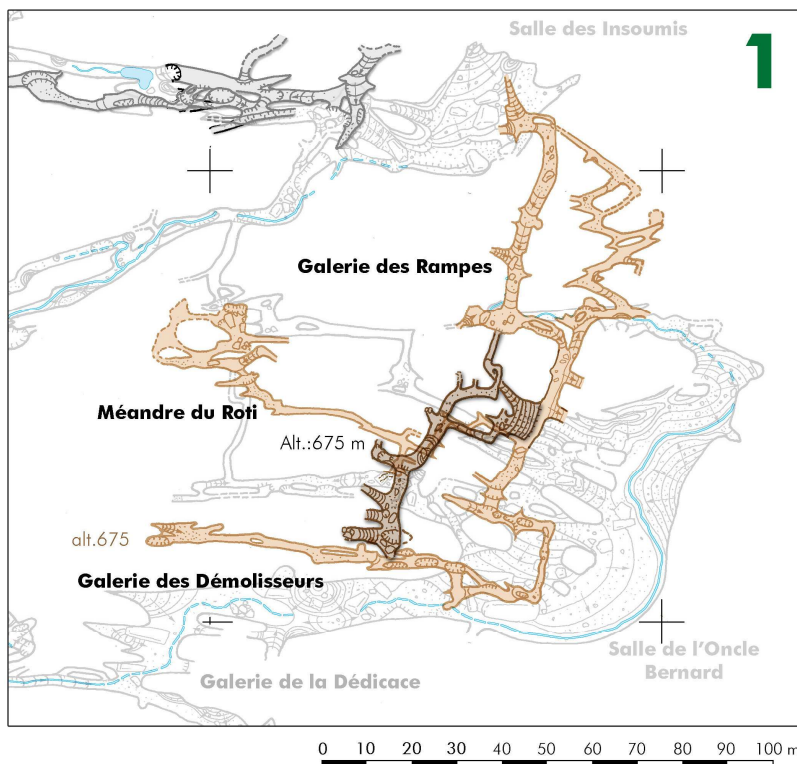 Salle des Insoumis
1
Galerie des Rampes
Méandre du Roti
Alt.:675 m
alt.675
Galerie des Démolisseurs
Salle de l'Oncle
Bernard
Galerie de la Dédicace
0 10 20 30 40 50 60 70 80 90 100 m